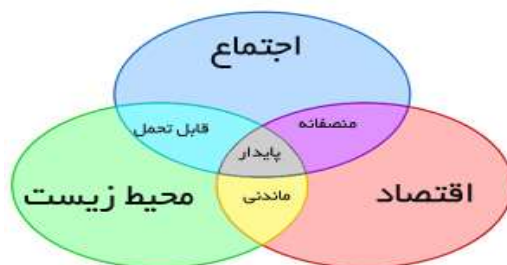 اجتماع
منصفانه
قابل تحمل
پایدار
اقتصاد
ماندنی
محیط زیست